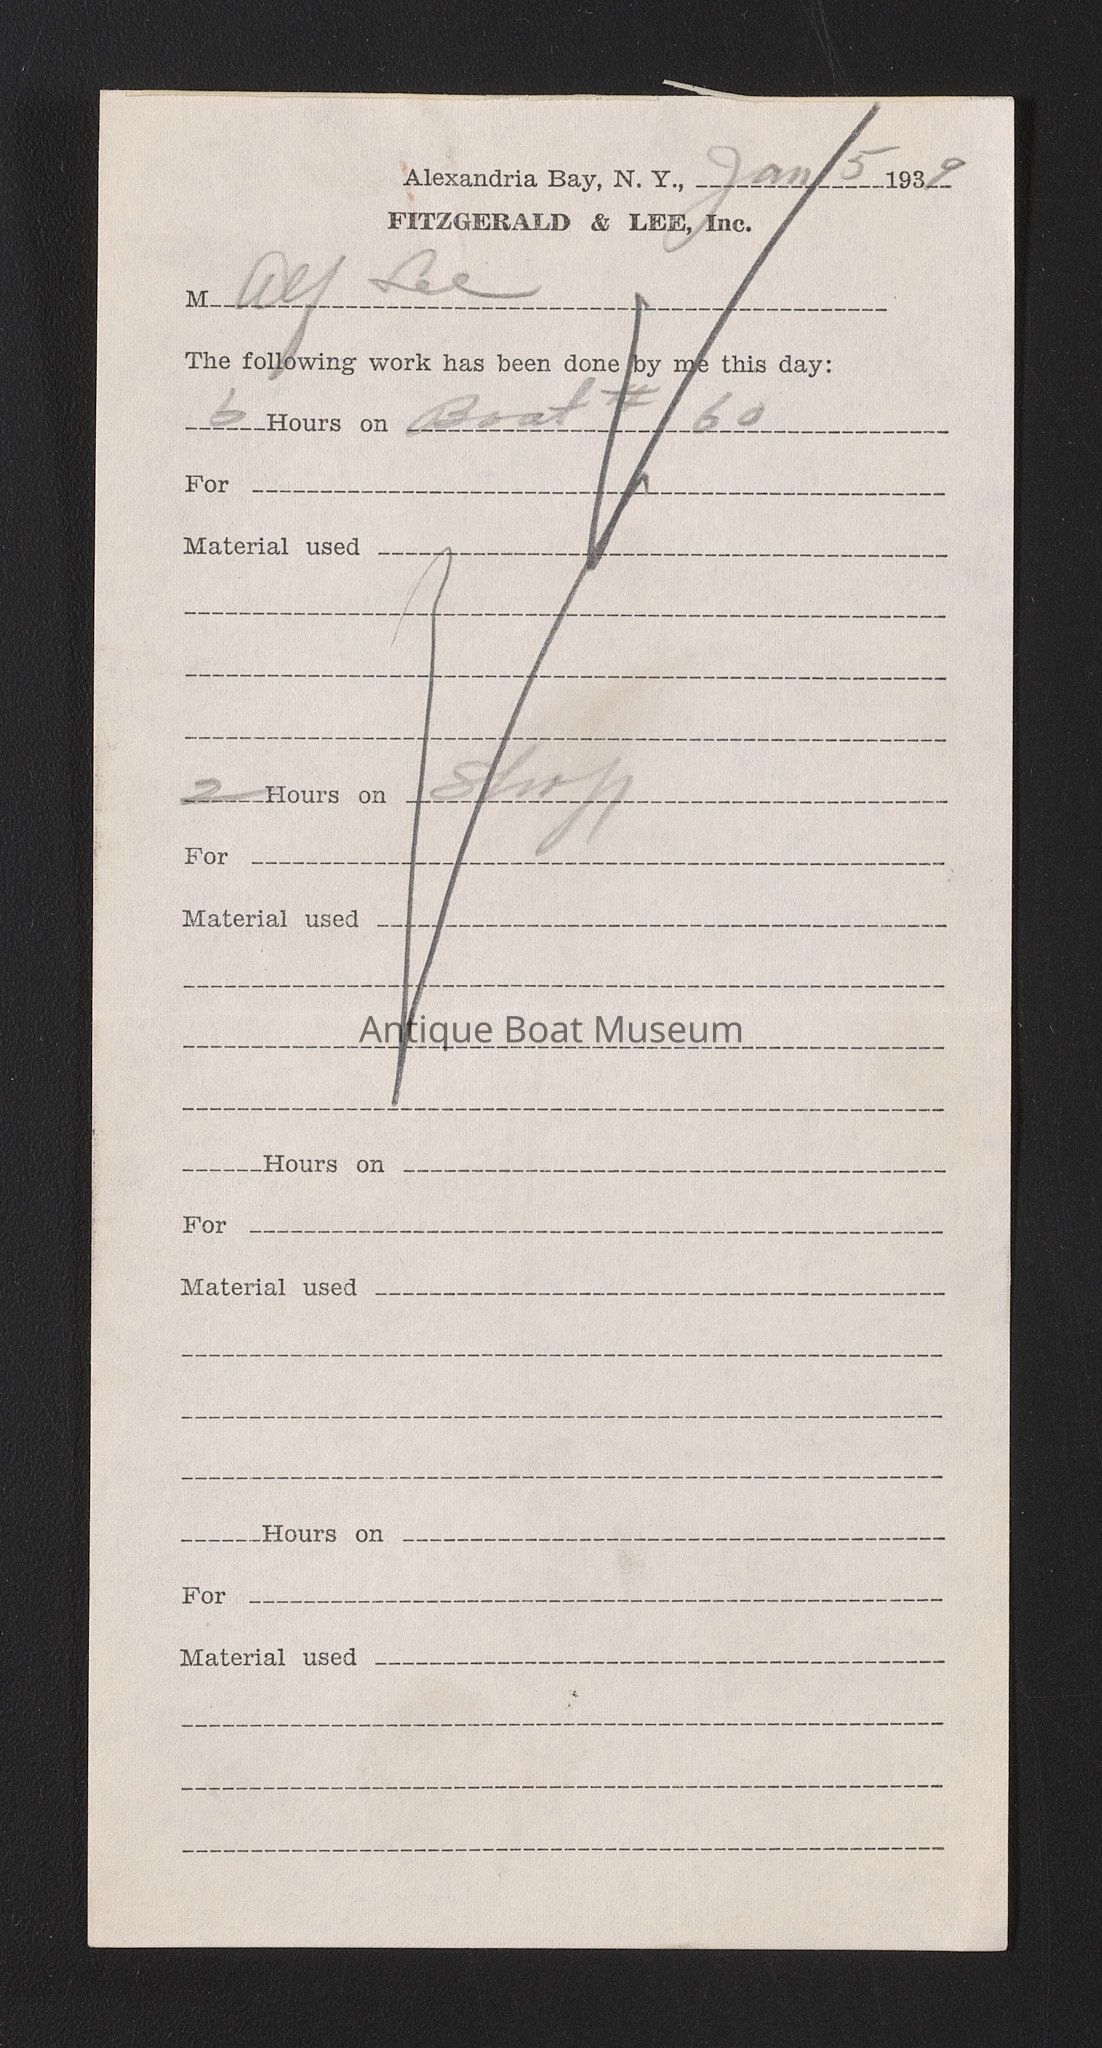 Alexandria Bay, N. Y., Jan 5 1939
FITZGERALD & LEE, Inc.
M Alf Lee
The following work has been done by me this day:
6 Hours on Boat # 60
For
Material used
2 Hours on Shop
For
Material used
Antique Boat Museum
Hours on
For
Material used
Hours on
For
Material used